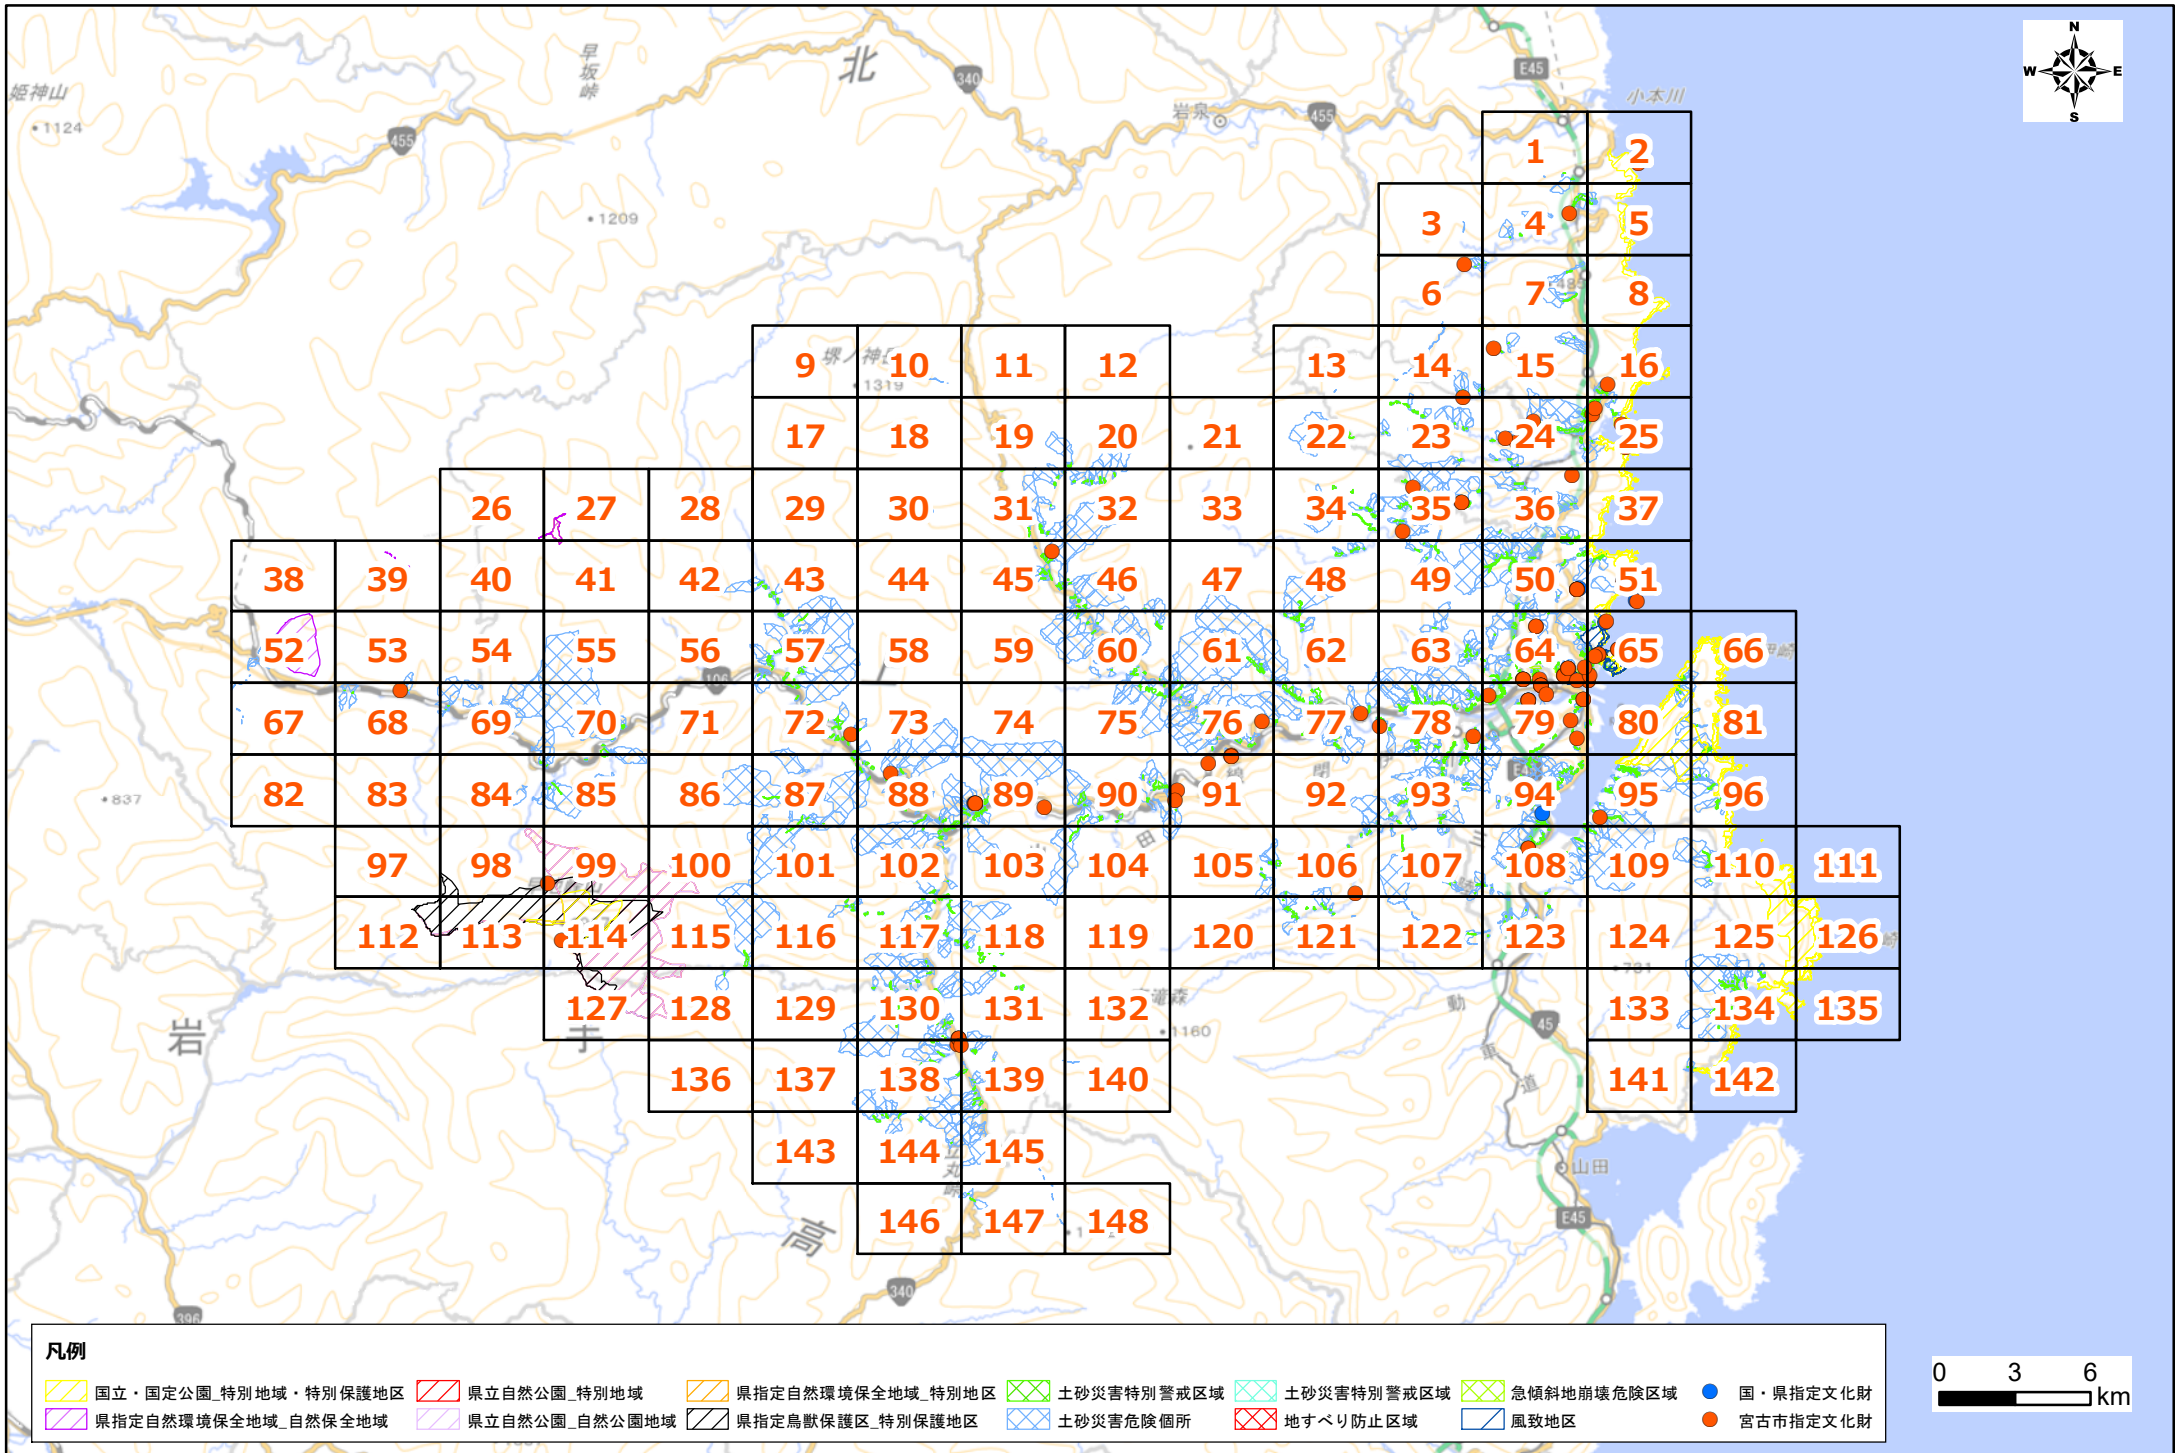 N
W E
S
北
早坂峠
姫神山
1124
340
455
岩泉
455
E45
小本川
1209
1 2
3 4 5
6 7 8
堺ノ神
1319
9 10 11 12 13 14 15 16
17 18 19 20 21 22 23 24 25
26 27 28 29 30 31 32 33 34 35 36 37
38 39 40 41 42 43 44 45 46 47 48 49 50 51
52 53 54 55 56 57 58 59 60 61 62 63 64 65 66
106
67 68 69 70 71 72 73 74 75 76 77 78 79 80 81
837
82 83 84 85 86 87 88 89 90 91 92 93 94 95 96
97 98 99 100 101 102 103 104 105 106 107 108 109 110 111
田
112 113 114 115 116 117 118 119 120 121 122 123 124 125 126
崎
731
127 128 129 130 131 132 133 134 135
岩
手
滝森
1160
動
45
車
道
136 137 138 139 140 141 142
143 144 145
山田
146 147 148
E45
高
340
396
凡例
国立・国定公園_特別地域・特別保護地区 県立自然公園_特別地域 県指定自然環境保全地域_特別地区 土砂災害特別警戒区域 土砂災害特別警戒区域 急傾斜地崩壊危険区域 国・県指定文化財
県指定自然環境保全地域_自然保全地域 県立自然公園_自然公園地域 県指定鳥獣保護区_特別保護地区 土砂災害危険個所 地すべり防止区域 風致地区 宮古市指定文化財
0 3 6
km